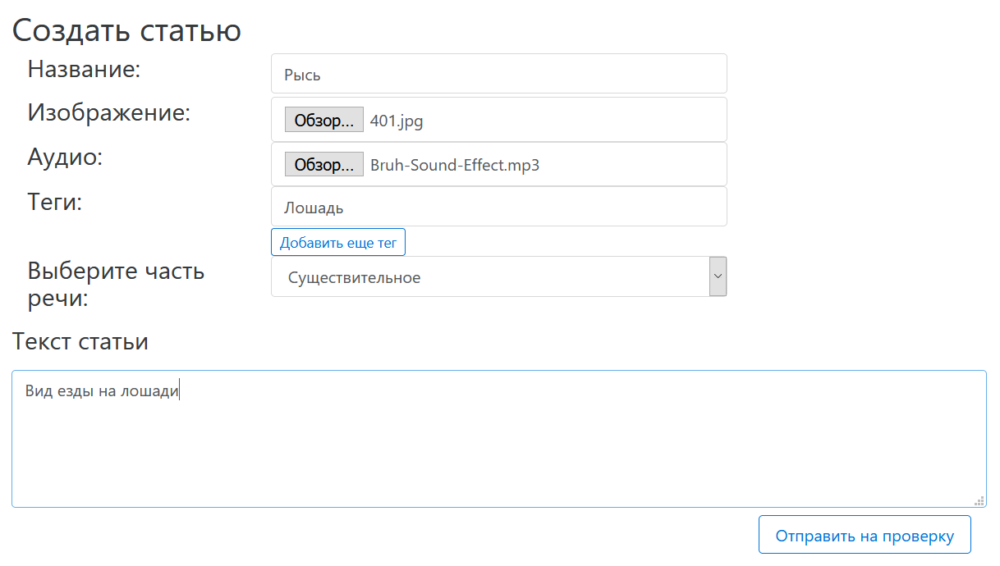 Создать статью
Название:
Рысь
Изображение:
Обзор... 401.jpg
Аудио:
Обзор... Bruh-Sound-Effect.mp3
Теги:
Лошадь
Добавить еще тег
Выберите часть
речи:
Существительное
Текст статьи
Вид езды на лошади
Отправить на проверку